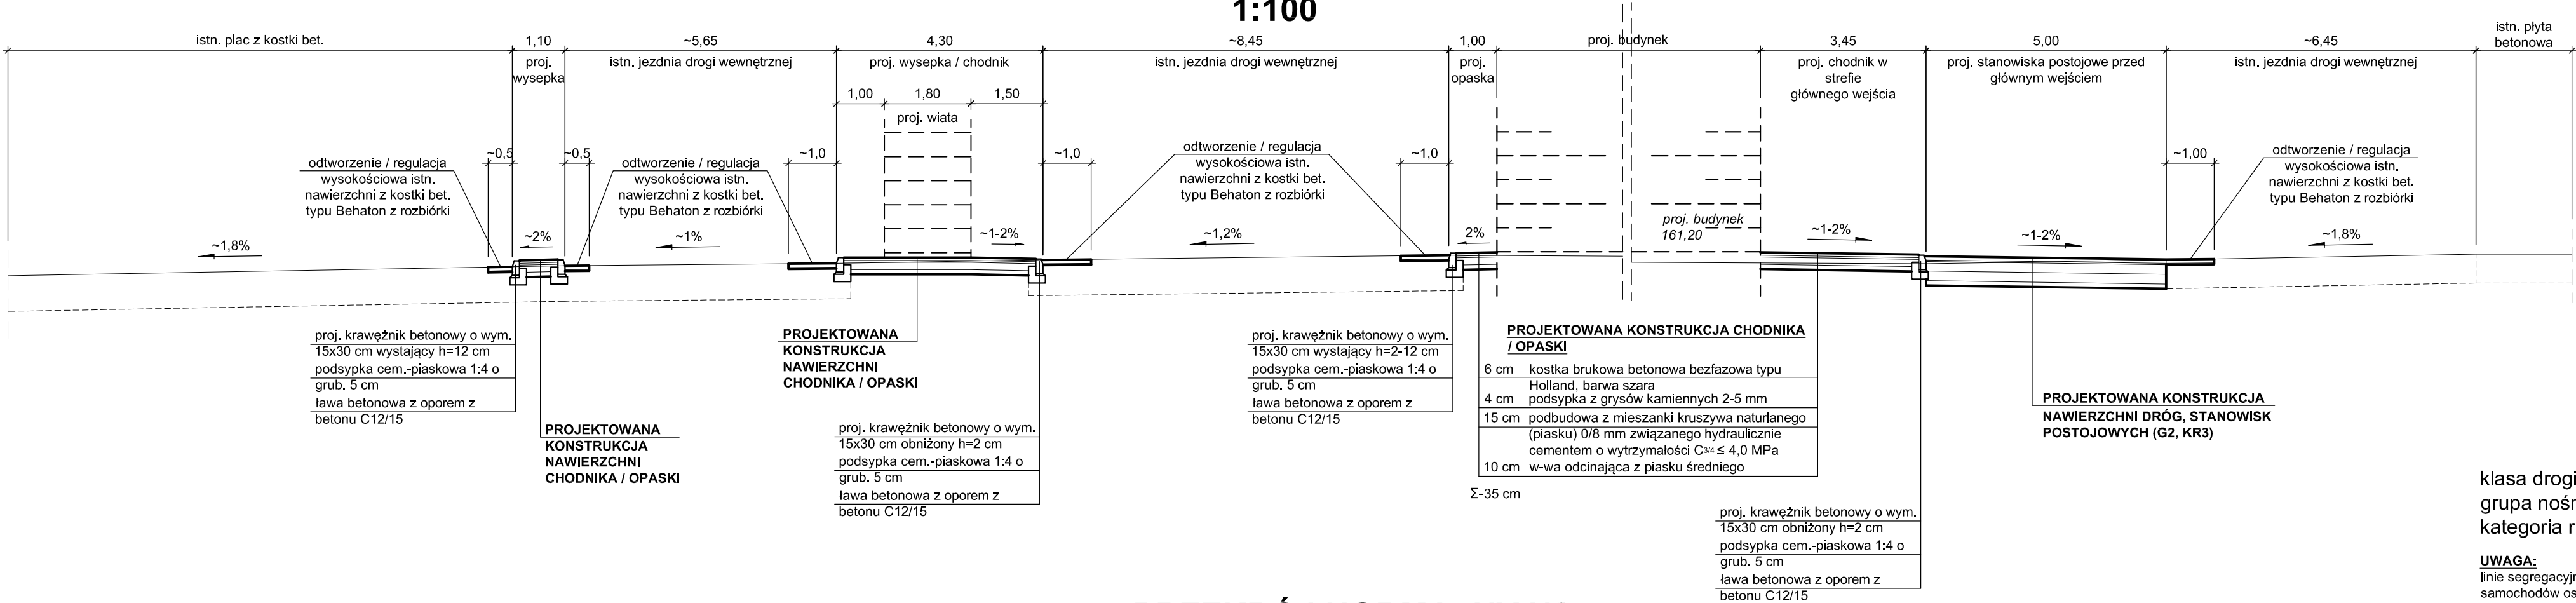 1:100
istn. plac z kostki bet.
1,10
~5,65
4,30
~8,45
1,00
proj. budynek
3,45
5,00
~6,45
istn. płyta
betonowa
proj.
wysepka
istn. jezdnia drogi wewnętrznej
proj. wysepka / chodnik
istn. jezdnia drogi wewnętrznej
proj.
opaska
proj. chodnik w
strefie
głównego wejścia
proj. stanowiska postojowe przed
głównym wejściem
istn. jezdnia drogi wewnętrznej
1,00
1,80
1,50
proj. wiata
~0,5
~0,5
~1,0
~1,0
~1,0
~1,00
odtworzenie / regulacja
wysokościowa istn.
nawierzchni z kostki bet.
typu Behaton z rozbiórki
odtworzenie / regulacja
wysokościowa istn.
nawierzchni z kostki bet.
typu Behaton z rozbiórki
odtworzenie / regulacja
wysokościowa istn.
nawierzchni z kostki bet.
typu Behaton z rozbiórki
odtworzenie / regulacja
wysokościowa istn.
nawierzchni z kostki bet.
typu Behaton z rozbiórki
proj. budynek
161,20
~1,8%
~2%
~1%
~1-2%
~1,2%
2%
~1-2%
~1-2%
~1,8%
proj. krawężnik betonowy o wym.
15x30 cm wystający h=12 cm
podsypka cem.-piaskowa 1:4 o
grub. 5 cm
ława betonowa z oporem z
betonu C12/15
PROJEKTOWANA
KONSTRUKCJA
NAWIERZCHNI
CHODNIKA / OPASKI
PROJEKTOWANA
KONSTRUKCJA
NAWIERZCHNI
CHODNIKA / OPASKI
proj. krawężnik betonowy o wym.
15x30 cm obniżony h=2 cm
podsypka cem.-piaskowa 1:4 o
grub. 5 cm
ława betonowa z oporem z
betonu C12/15
proj. krawężnik betonowy o wym.
15x30 cm wystający h=2-12 cm
podsypka cem.-piaskowa 1:4 o
grub. 5 cm
ława betonowa z oporem z
betonu C12/15
PROJEKTOWANA KONSTRUKCJA CHODNIKA
/ OPASKI
6 cm kostka brukowa betonowa bezfazowa typu
Holland, barwa szara
4 cm podsypka z grysów kamiennych 2-5 mm
15 cm podbudowa z mieszanki kruszywa naturlanego
(piasku) 0/8 mm związanego hydraulicznie
cementem o wytrzymałości C3/4 ≤ 4,0 MPa
10 cm w-wa odcinająca z piasku średniego
Σ-35 cm
proj. krawężnik betonowy o wym.
15x30 cm obniżony h=2 cm
podsypka cem.-piaskowa 1:4 o
grub. 5 cm
ława betonowa z oporem z
betonu C12/15
PROJEKTOWANA KONSTRUKCJA
NAWIERZCHNI DRÓG, STANOWISK
POSTOJOWYCH (G2, KR3)
klasa drogi
grupa nośn
kategoria r
UWAGA:
linie segregacyjn
samochodów os